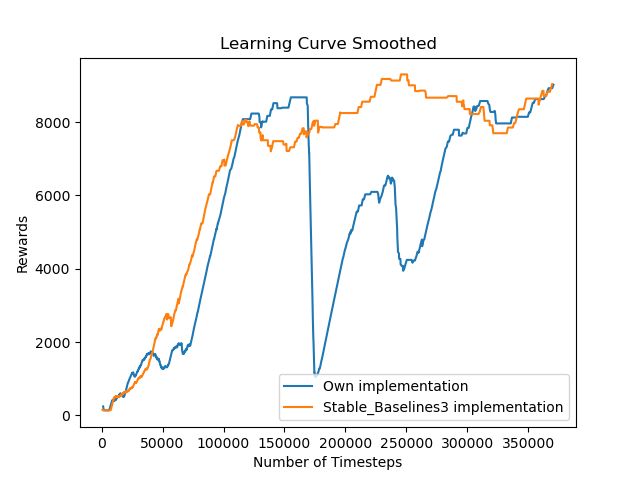 Learning Curve Smoothed
Rewards
8000
6000
4000
2000
0
Own implementation
Stable_Baselines3 implementation
0 50000 100000 150000 200000 250000 300000 350000
Number of Timesteps